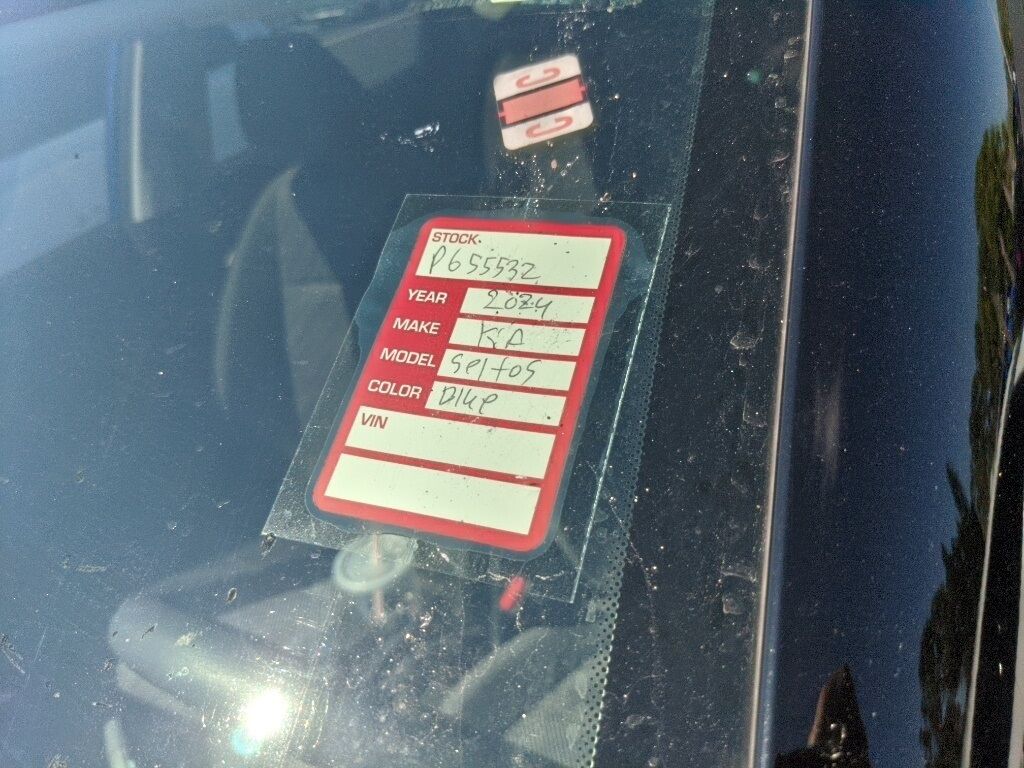 C
C
STOCK
P655532
YEAR 2024
MAKE KIA
MODEL Seltos
COLOR Blue
VIN